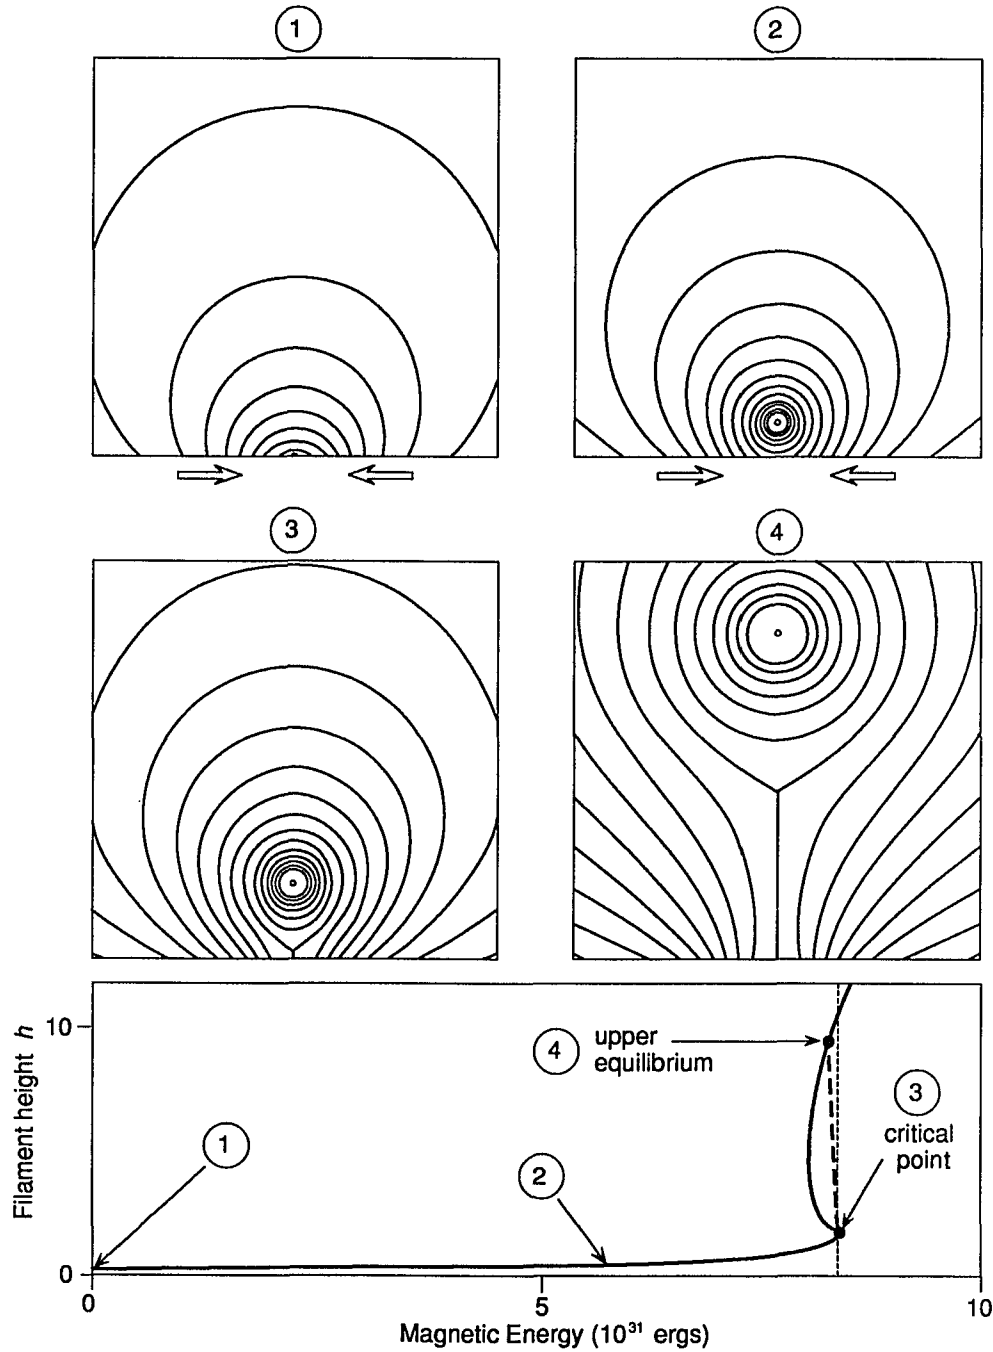 1
2
3
4
Filament height h
10
0
4
upper
equilibrium
3
critical
point
1
2
0
5
10
Magnetic Energy (10³¹ ergs)